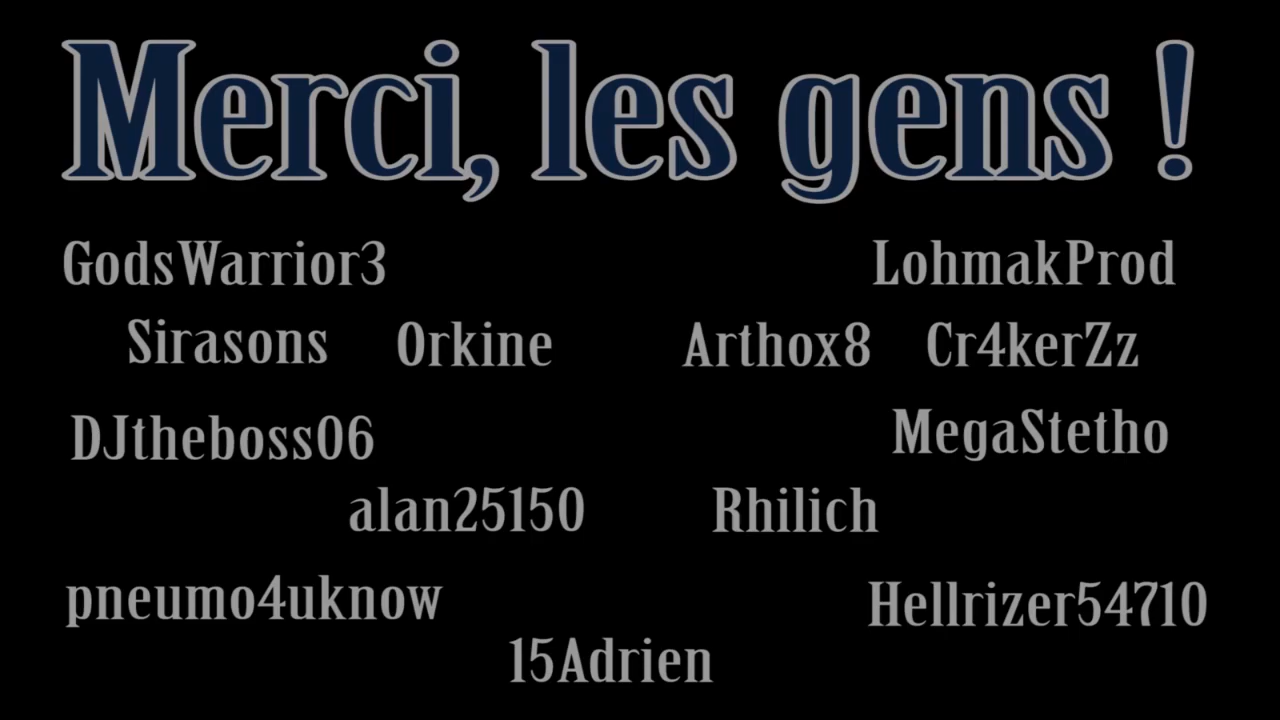 Merci, les gens !
GodsWarrior3 LohmakProd
Sirasons Orkine Arthox8 Cr4kerZz
DJtheboss06 MegaStetho
alan25150 Rhilich
pneumo4uknow Hellrizer54710
15Adrien